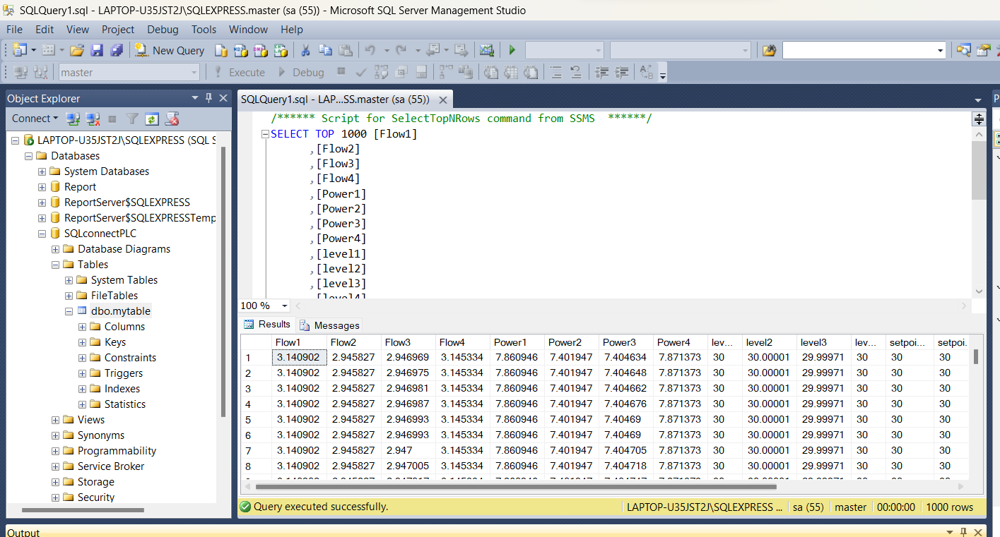 SQLQuery1.sql - LAPTOP-U35JST2J\SQLEXPRESS.master (sa (55)) - Microsoft SQL Server Management Studio
File Edit View Project Debug Tools Window Help
New Query
master Execute Debug
Object Explorer
Connect
LAPTOP-U35JST2J\SQLEXPRESS (SQL S
Databases
System Databases
Report
ReportServer$SQLEXPRESS
ReportServer$SQLEXPRESSTemp
SQLconnectPLC
Database Diagrams
Tables
System Tables
FileTables
dbo.mytable
Columns
Keys
Constraints
Triggers
Indexes
Statistics
Views
Synonyms
Programmability
Service Broker
Storage
Security
SQLQuery1.sql - LAP...SS.master (sa (55))
/****** Script for SelectTopNRows command from SSMS ******/
SELECT TOP 1000 [Flow1]
,[Flow2]
,[Flow3]
,[Flow4]
,[Power1]
,[Power2]
,[Power3]
,[Power4]
,[level1]
,[level2]
,[level3]
,[level4]
100 %
Results Messages
Flow1 Flow2 Flow3 Flow4 Power1 Power2 Power3 Power4 lev... level2 level3 lev... setpoi... setpoi.
1 3.140902 2.945827 2.946969 3.145334 7.860946 7.401947 7.404634 7.871373 30 30.00001 29.99971 30 30 30
2 3.140902 2.945827 2.946975 3.145334 7.860946 7.401947 7.404648 7.871373 30 30.00001 29.99971 30 30 30
3 3.140902 2.945827 2.946981 3.145334 7.860946 7.401947 7.404662 7.871373 30 30.00001 29.99971 30 30 30
4 3.140902 2.945827 2.946987 3.145334 7.860946 7.401947 7.404676 7.871373 30 30.00001 29.99971 30 30 30
5 3.140902 2.945827 2.946993 3.145334 7.860946 7.401947 7.40469 7.871373 30 30.00001 29.99971 30 30 30
6 3.140902 2.945827 2.946993 3.145334 7.860946 7.401947 7.40469 7.871373 30 30.00001 29.99971 30 30 30
7 3.140902 2.945827 2.947 3.145334 7.860946 7.401947 7.404705 7.871373 30 30.00001 29.99971 30 30 30
8 3.140902 2.945827 2.947005 3.145334 7.860946 7.401947 7.404718 7.871373 30 30.00001 29.99971 30 30 30
Query executed successfully. LAPTOP-U35JST2J\SQLEXPRESS ... sa (55) master 00:00:00 1000 rows
Output